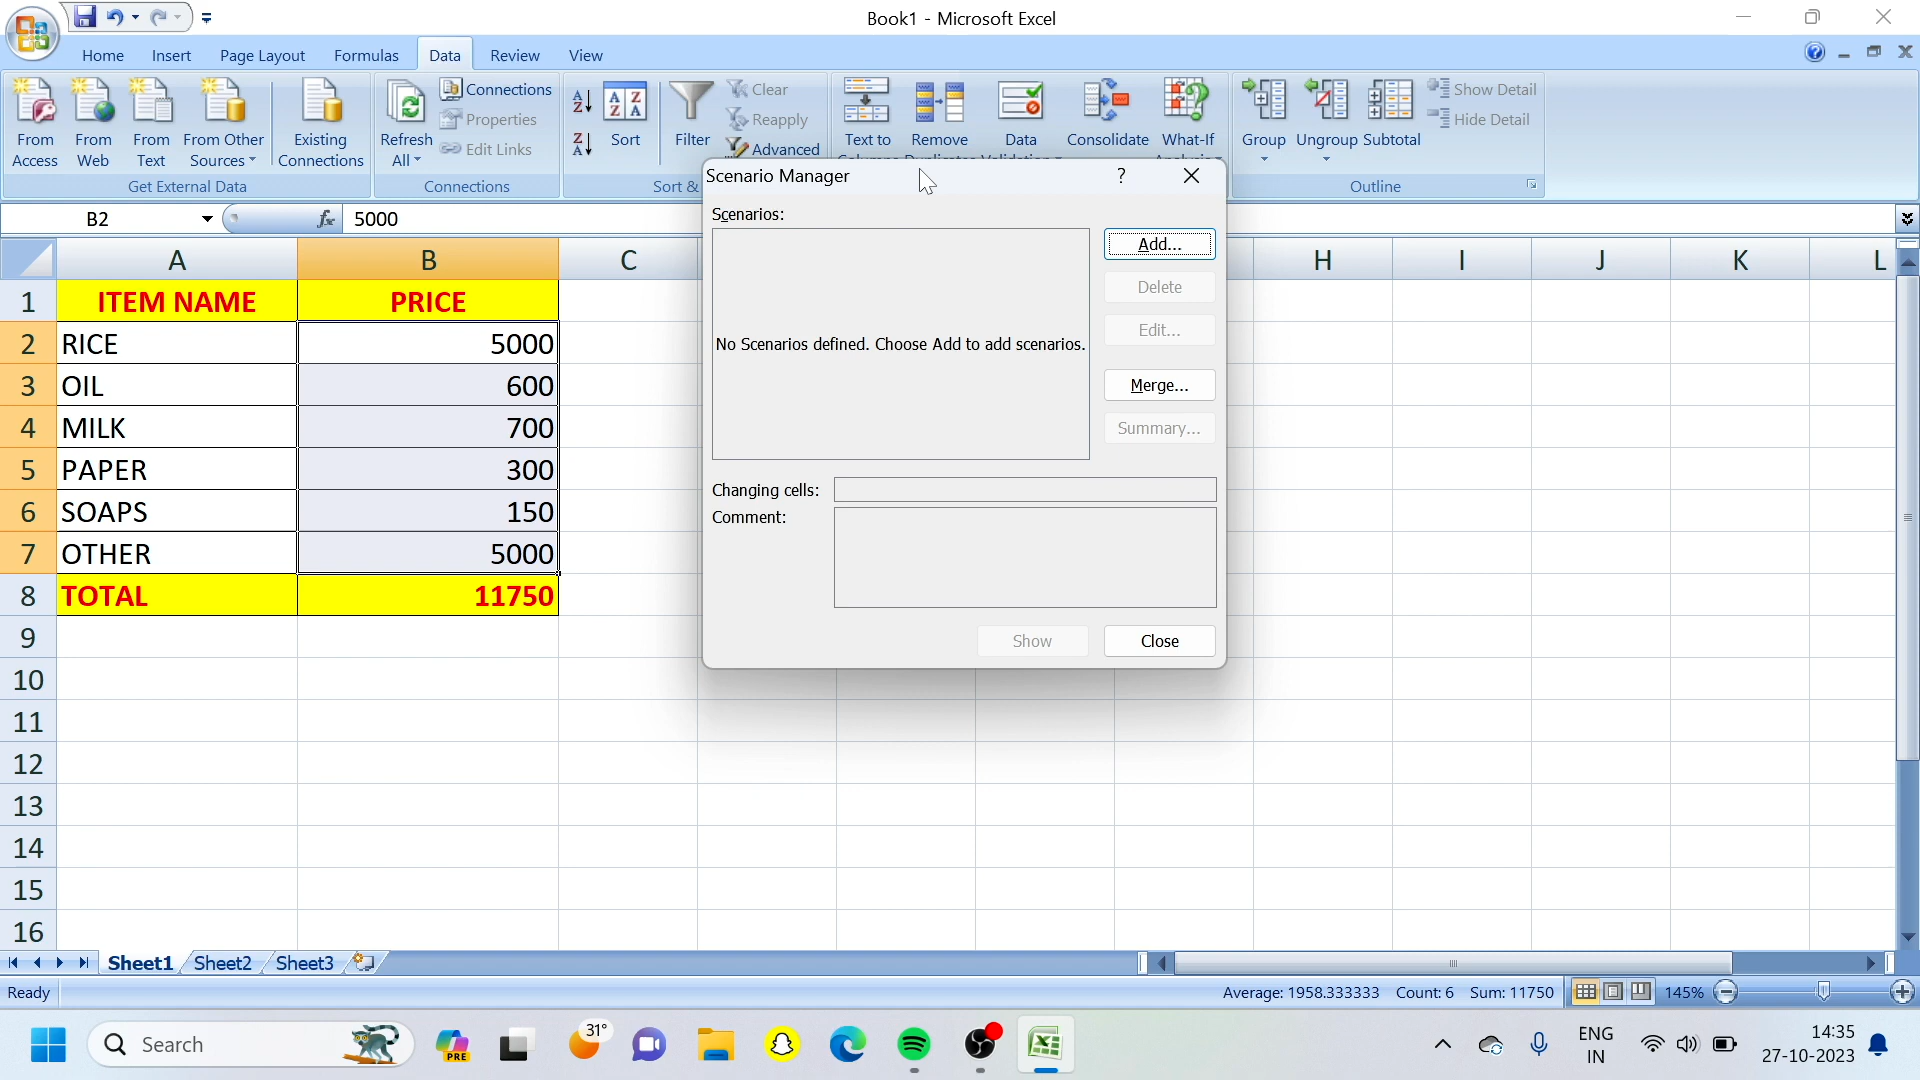 Book1 - Microsoft Excel
Home Insert Page Layout Formulas Data Review View
From Access
From Web
From Text
From Other Sources
Existing Connections
Get External Data
Refresh All
Connections
Properties
Edit Links
Connections
Sort
Filter
Clear
Reapply
Advanced
Sort &
Text to
Remove
Data
Consolidate
What-If
Group
Ungroup
Subtotal
Show Detail
Hide Detail
Outline
B2 fx 5000
A B C H I J K L
1 ITEM NAME PRICE
2 RICE 5000
3 OIL 600
4 MILK 700
5 PAPER 300
6 SOAPS 150
7 OTHER 5000
8 TOTAL 11750
9
10
11
12
13
14
15
16
Scenario Manager ?
Scenarios:
No Scenarios defined. Choose Add to add scenarios.
Add...
Delete
Edit...
Merge...
Summary...
Changing cells:
Comment:
Show Close
Sheet1 Sheet2 Sheet3
Ready Average: 1958.333333 Count: 6 Sum: 11750 145%
Search PRE 31° ENG IN 14:35 27-10-2023